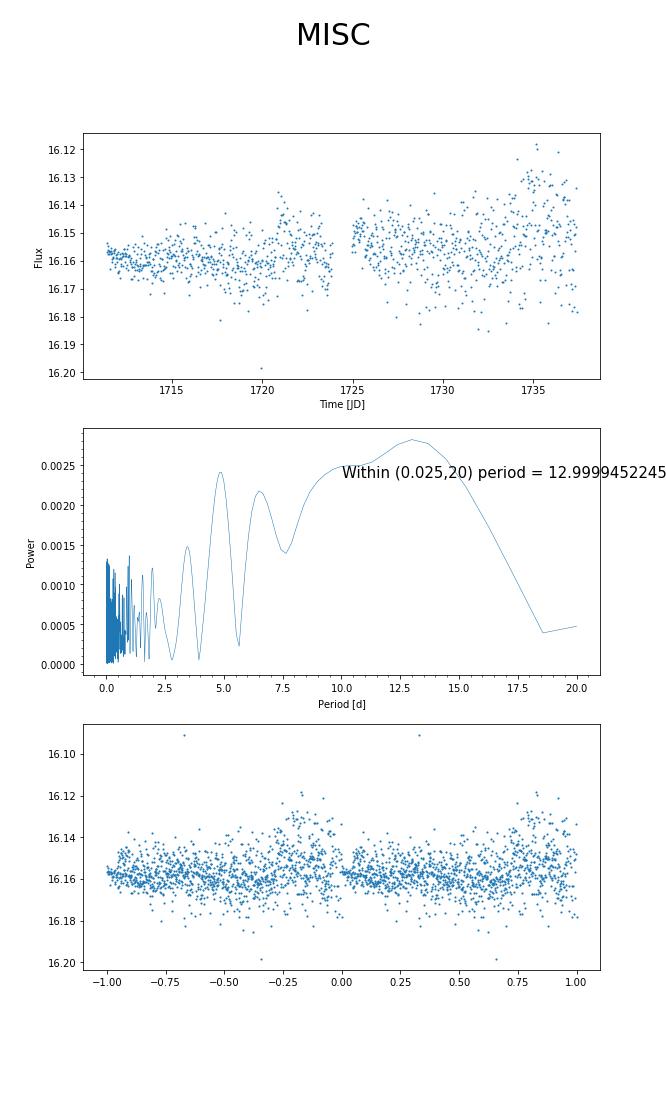 MISC
16.12
16.13
16.14
16.15
16.16
16.17
16.18
16.19
16.20
Flux
1715 1720 1725 1730 1735
Time [JD]
0.0025
0.0020
0.0015
0.0010
0.0005
0.0000
Power
Within (0.025,20) period = 12.9999452245
0.0 2.5 5.0 7.5 10.0 12.5 15.0 17.5 20.0
Period [d]
16.10
16.12
16.14
16.16
16.18
16.20
−1.00 −0.75 −0.50 −0.25 0.00 0.25 0.50 0.75 1.00